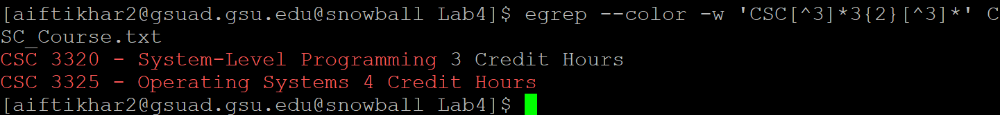 [aiftikhar2@gsuad.gsu.edu@snowball Lab4]$ egrep --color -w 'CSC[^3]*3{2}[^3]*' C
SC_Course.txt
CSC 3320 - System-Level Programming 3 Credit Hours
CSC 3325 - Operating Systems 4 Credit Hours
[aiftikhar2@gsuad.gsu.edu@snowball Lab4]$